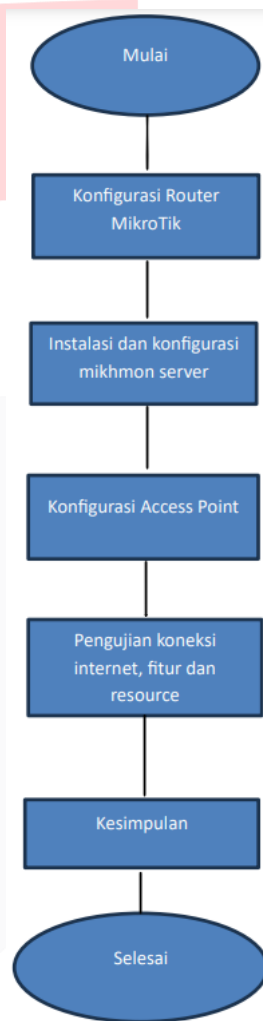 Mulai
Konfigurasi Router
MikroTik
Instalasi dan konfigurasi
mikhmon server
Konfigurasi Access Point
Pengujian koneksi
internet, fitur dan
resource
Kesimpulan
Selesai